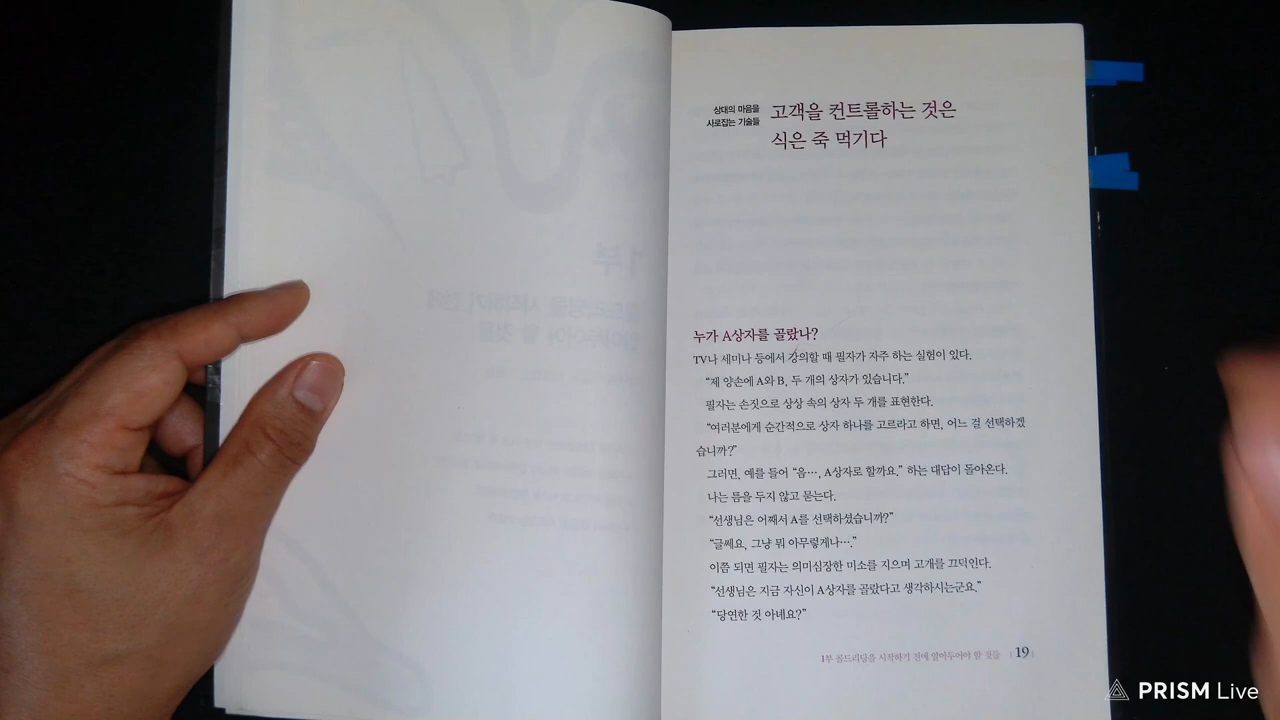 상대의 마음을
사로잡는 기술들
고객을 컨트롤하는 것은
식은 죽 먹기다
누가 A상자를 골랐나?
TV나 세미나 등에서 강의할 때 필자가 자주 하는 실험이 있다.
“제 양손에 A와 B, 두 개의 상자가 있습니다.”
필자는 손짓으로 상상 속의 상자 두 개를 표현한다.
“여러분에게 순간적으로 상자 하나를 고르라고 하면, 어느 걸 선택하겠
습니까?”
그러면, 예를 들어 “음…, A상자로 할까요.” 하는 대답이 돌아온다.
나는 틈을 두지 않고 묻는다.
“선생님은 어째서 A를 선택하셨습니까?”
“글쎄요, 그냥 뭐 아무렇게나….”
이쯤 되면 필자는 의미심장한 미소를 지으며 고개를 끄덕인다.
“선생님은 지금 자신이 A상자를 골랐다고 생각하시는군요.”
“당연한 것 아녜요?”
1부 콜드리딩을 시작하기 전에 알아두어야 할 것들 | 19 |
PRISM Live